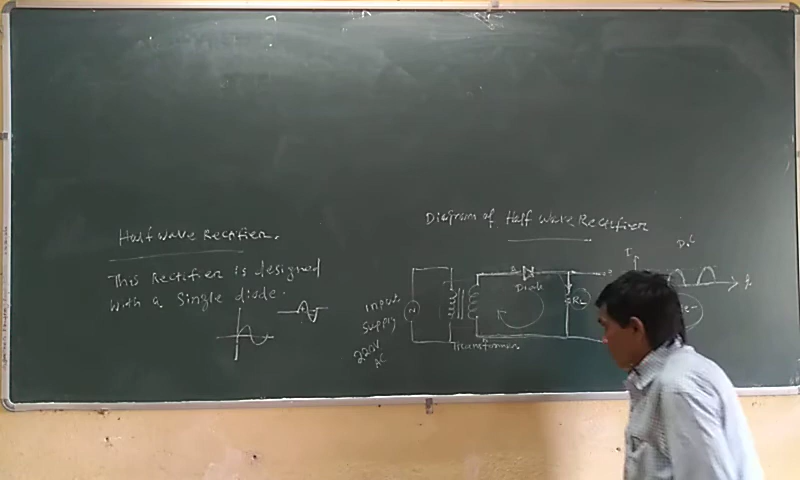 Half wave Rectifier.
This Rectifier is designed
with a single diode.
Diagram of Half Wave Rectifier
Input
Supply
220V
AC
N
Transformer
Diode
RL
I
DC
e-